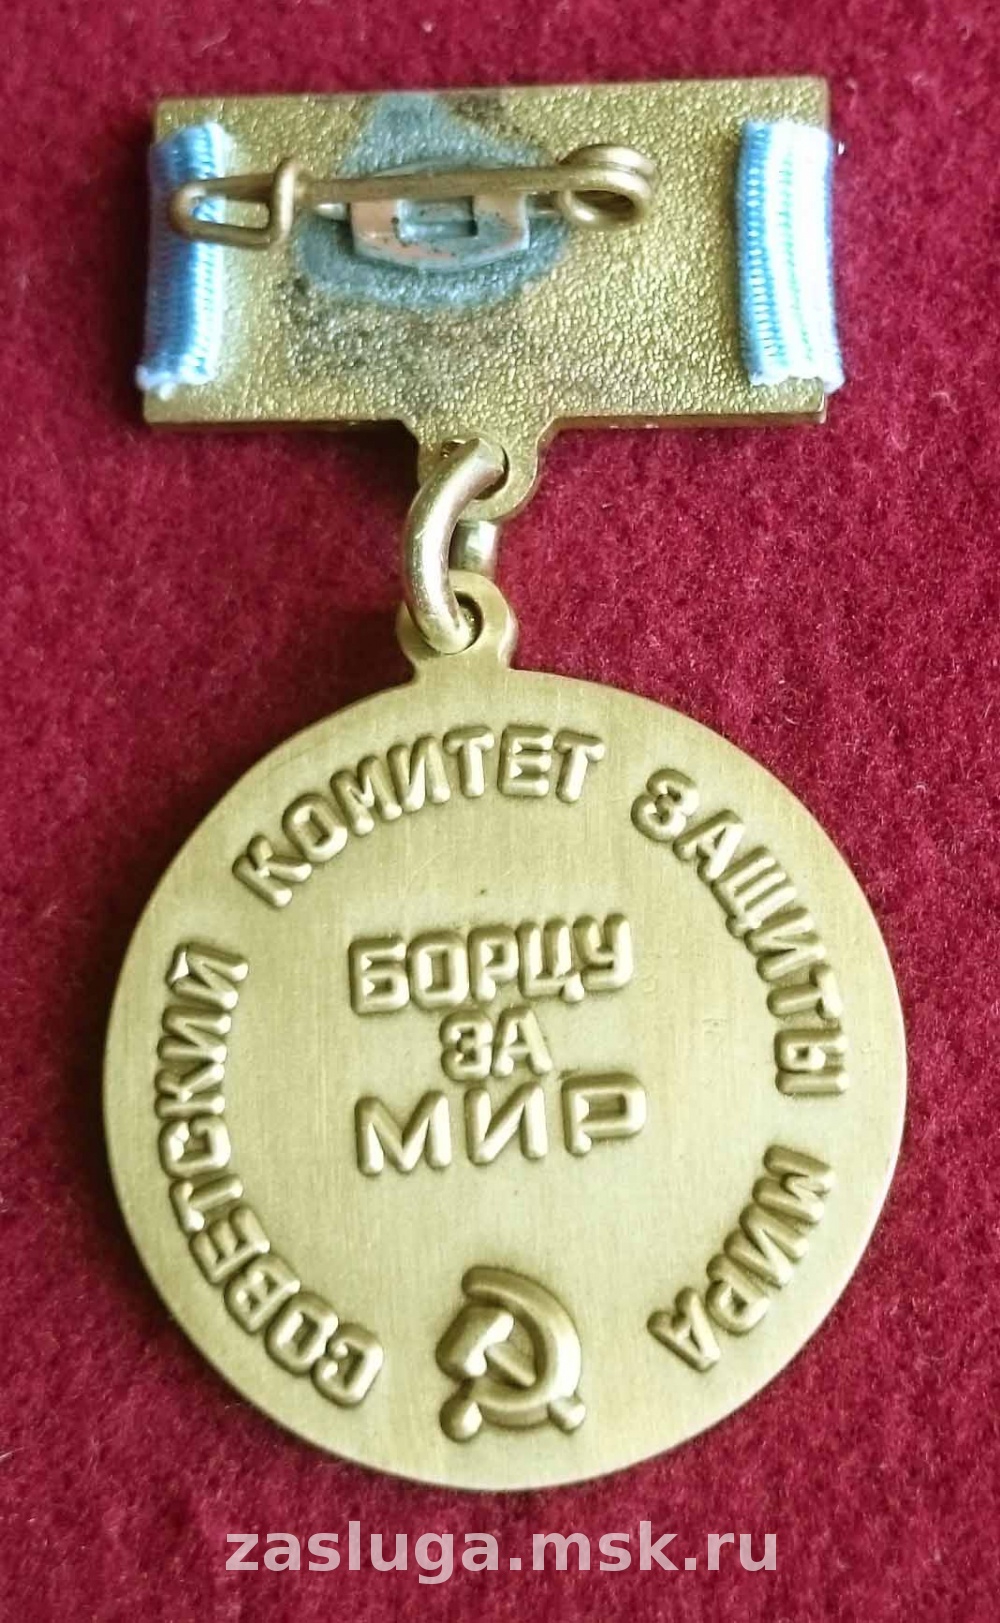 СОВЕТСКИЙ КОМИТЕТ ЗАЩИТЫ МИРА
БОРЦУ
ЗА
МИР
zasluga.msk.ru